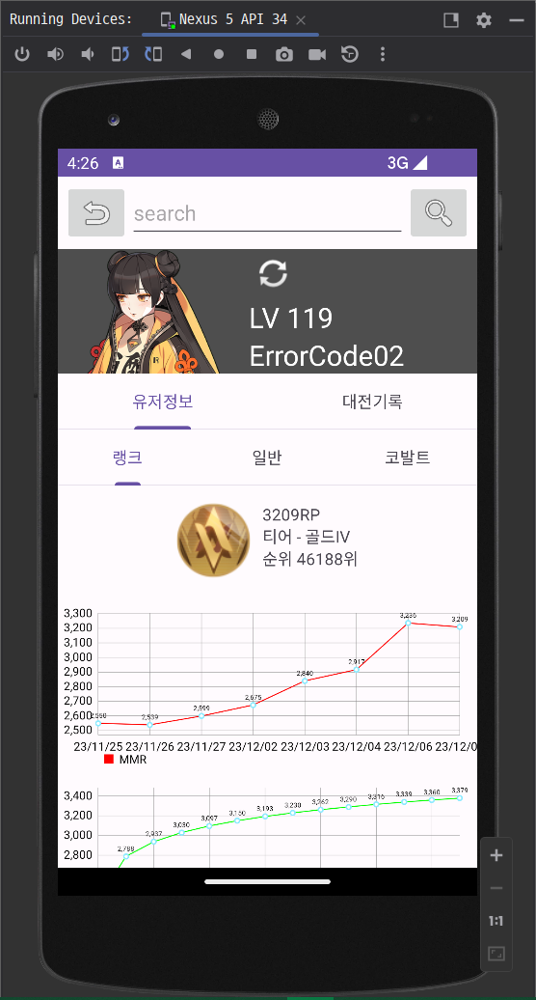 Running Devices: Nexus 5 API 34
4:26 A 3G
search
LV 119
ErrorCode02
유저정보 대전기록
랭크 일반 코발트
3209RP
티어 - 골드IV
순위 46188위
3,300
3,200
3,100
3,000
2,900
2,800
2,700
2,600
2,500
2,550 2,539 2,599 2,675 2,840 2,917 3,236 3,209
23/11/25 23/11/26 23/11/27 23/12/02 23/12/03 23/12/04 23/12/06 23/12/0
MMR
3,400
3,200
3,000
2,800
2,788 2,937 3,030 3,097 3,150 3,193 3,230 3,262 3,290 3,316 3,339 3,360 3,379
1:1